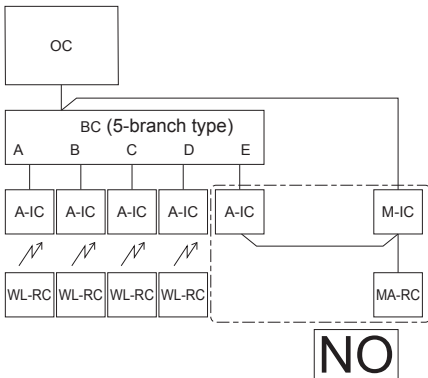 OC
BC (5-branch type)
A B C D E
A-IC A-IC A-IC A-IC A-IC M-IC
WL-RC WL-RC WL-RC WL-RC MA-RC
NO